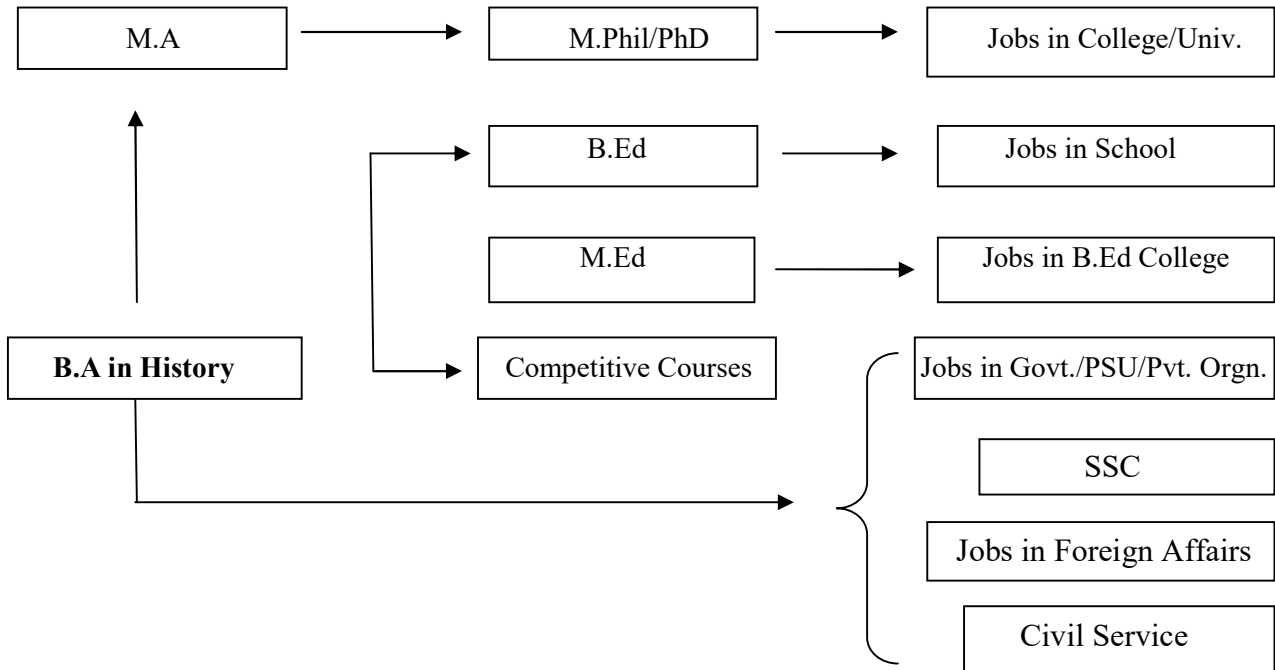 M.A
M.Phil/PhD
Jobs in College/Univ.
B.Ed
Jobs in School
M.Ed
Jobs in B.Ed College
B.A in History
Competitive Courses
Jobs in Govt./PSU/Pvt. Orgn.
SSC
Jobs in Foreign Affairs
Civil Service